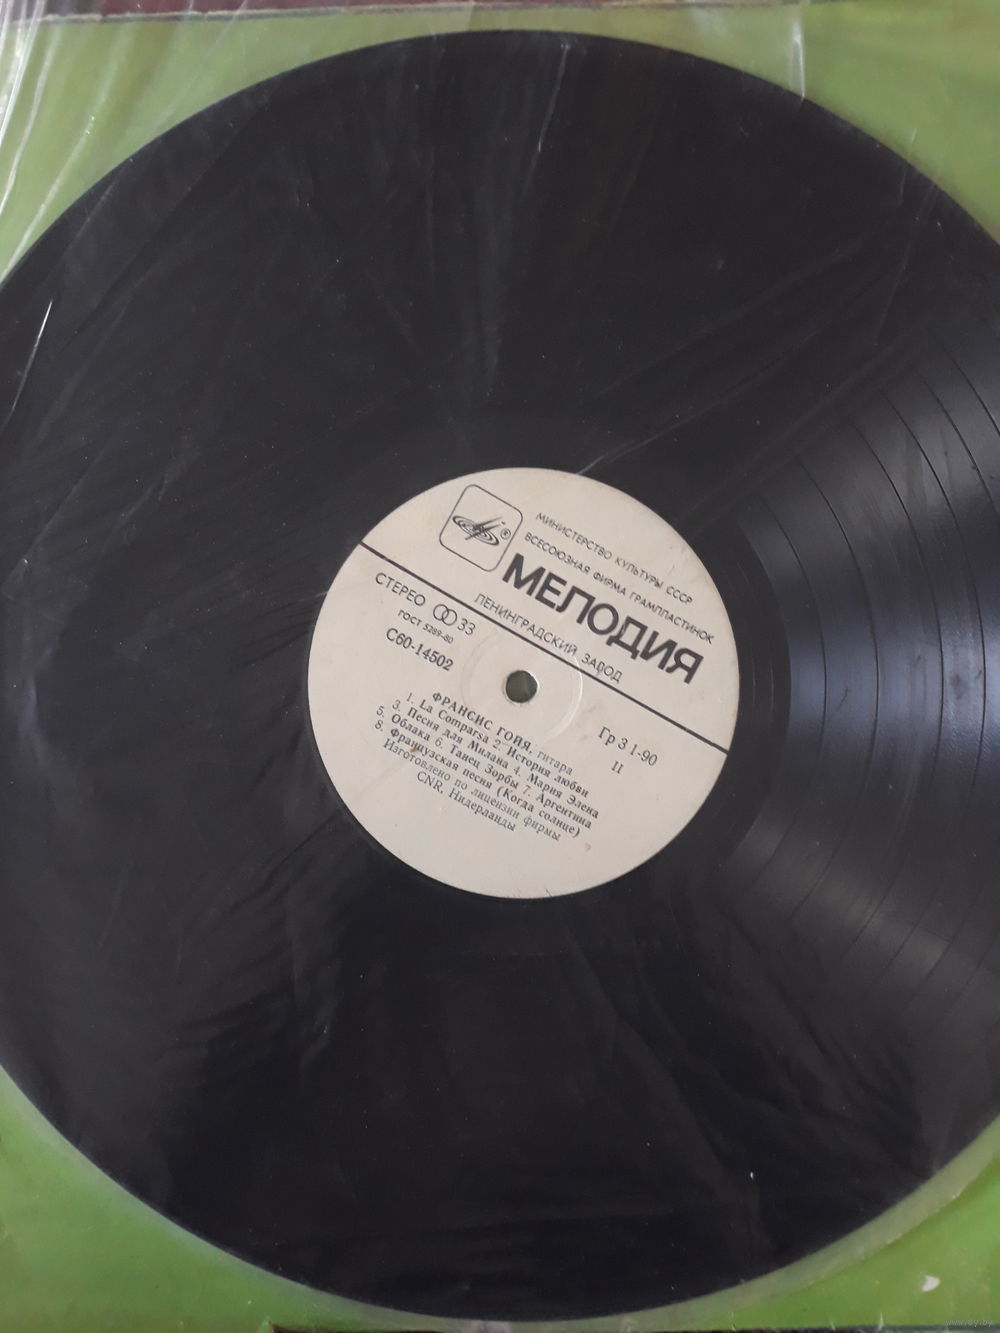 ®
МИНИСТЕРСТВО КУЛЬТУРЫ СССР
ВСЕСОЮЗНАЯ ФИРМА ГРАМПЛАСТИНОК
МЕЛОДИЯ
ЛЕНИНГРАДСКИЙ ЗАВОД
СТЕРЕО 33
ГОСТ 5289-80
С60-14502
Гр 3 1-90
II
ФРАНСИС ГОЙЯ, гитара
1. La Comparsa 2. История любви
3. Песня для Милана 4. Мария Элена
5. Облака 6. Танец Зорбы 7. Аргентина
8. Французская песня (Когда солнце)
Изготовлено по лицензии фирмы
CNR, Нидерланды